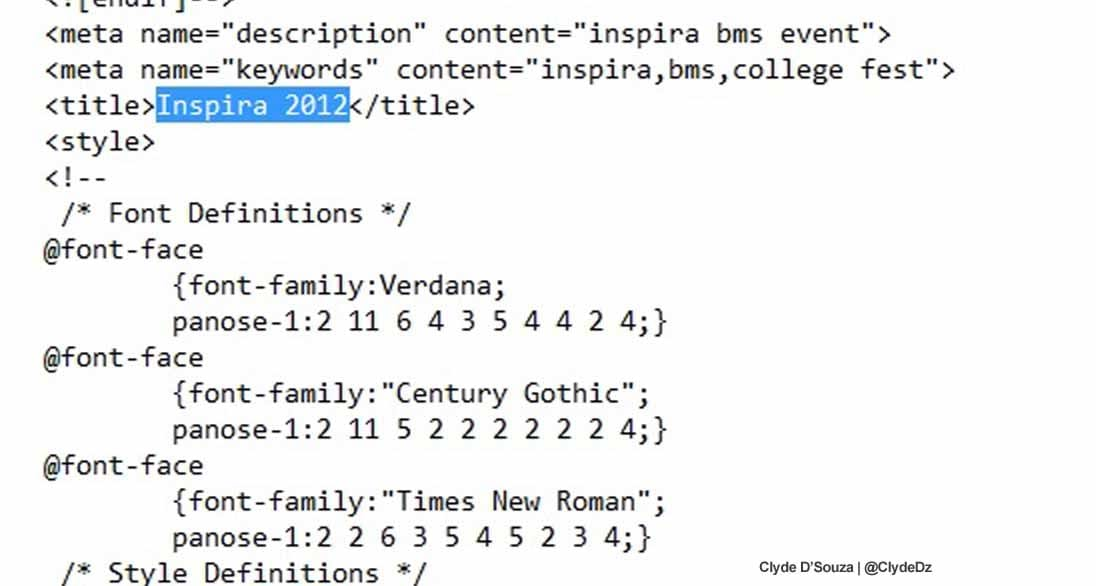 <![endif]-->
<meta name="description" content="inspira bms event">
<meta name="keywords" content="inspira,bms,college fest">
<title>Inspira 2012</title>
<style>
<!--
/* Font Definitions */
@font-face
{font-family:Verdana;
panose-1:2 11 6 4 3 5 4 4 2 4;}
@font-face
{font-family:"Century Gothic";
panose-1:2 11 5 2 2 2 2 2 2 4;}
@font-face
{font-family:"Times New Roman";
panose-1:2 2 6 3 5 4 5 2 3 4;}
/* Style Definitions */
Clyde D'Souza | @ClydeDz